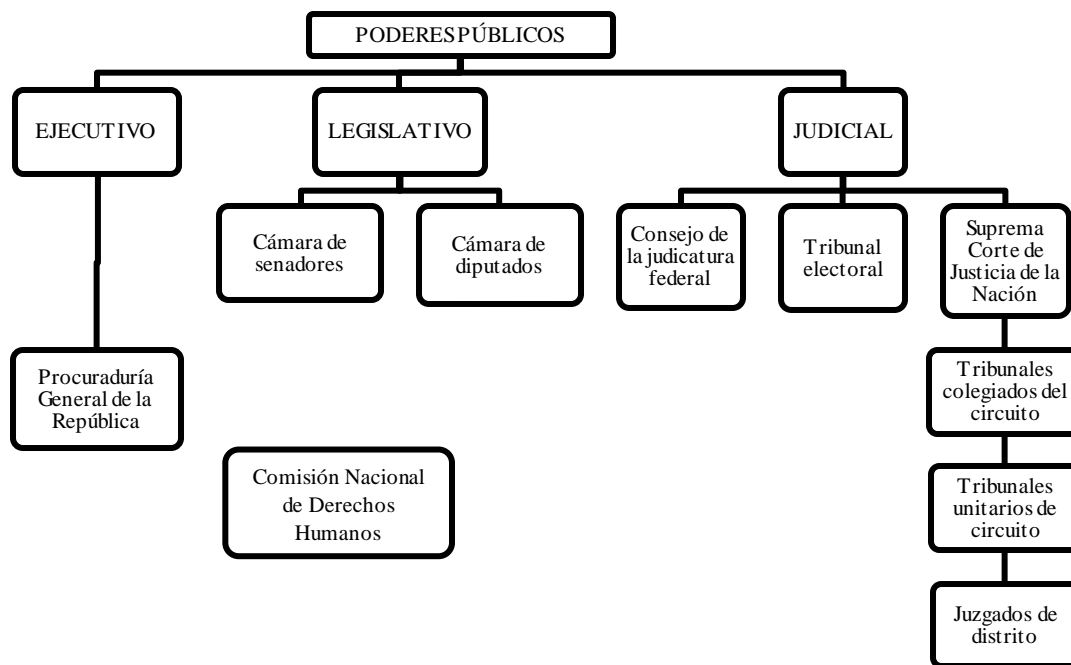 PODERES PÚBLICOS
EJECUTIVO
LEGISLATIVO
JUDICIAL
Cámara de
senadores
Cámara de
diputados
Consejo de
la judicatura
federal
Tribunal
electoral
Suprema
Corte de
Justicia de la
Nación
Procuraduría
General de la
República
Tribunales
colegiados del
circuito
Comisión Nacional
de Derechos
Humanos
Tribunales
unitarios de
circuito
Juzgados de
distrito